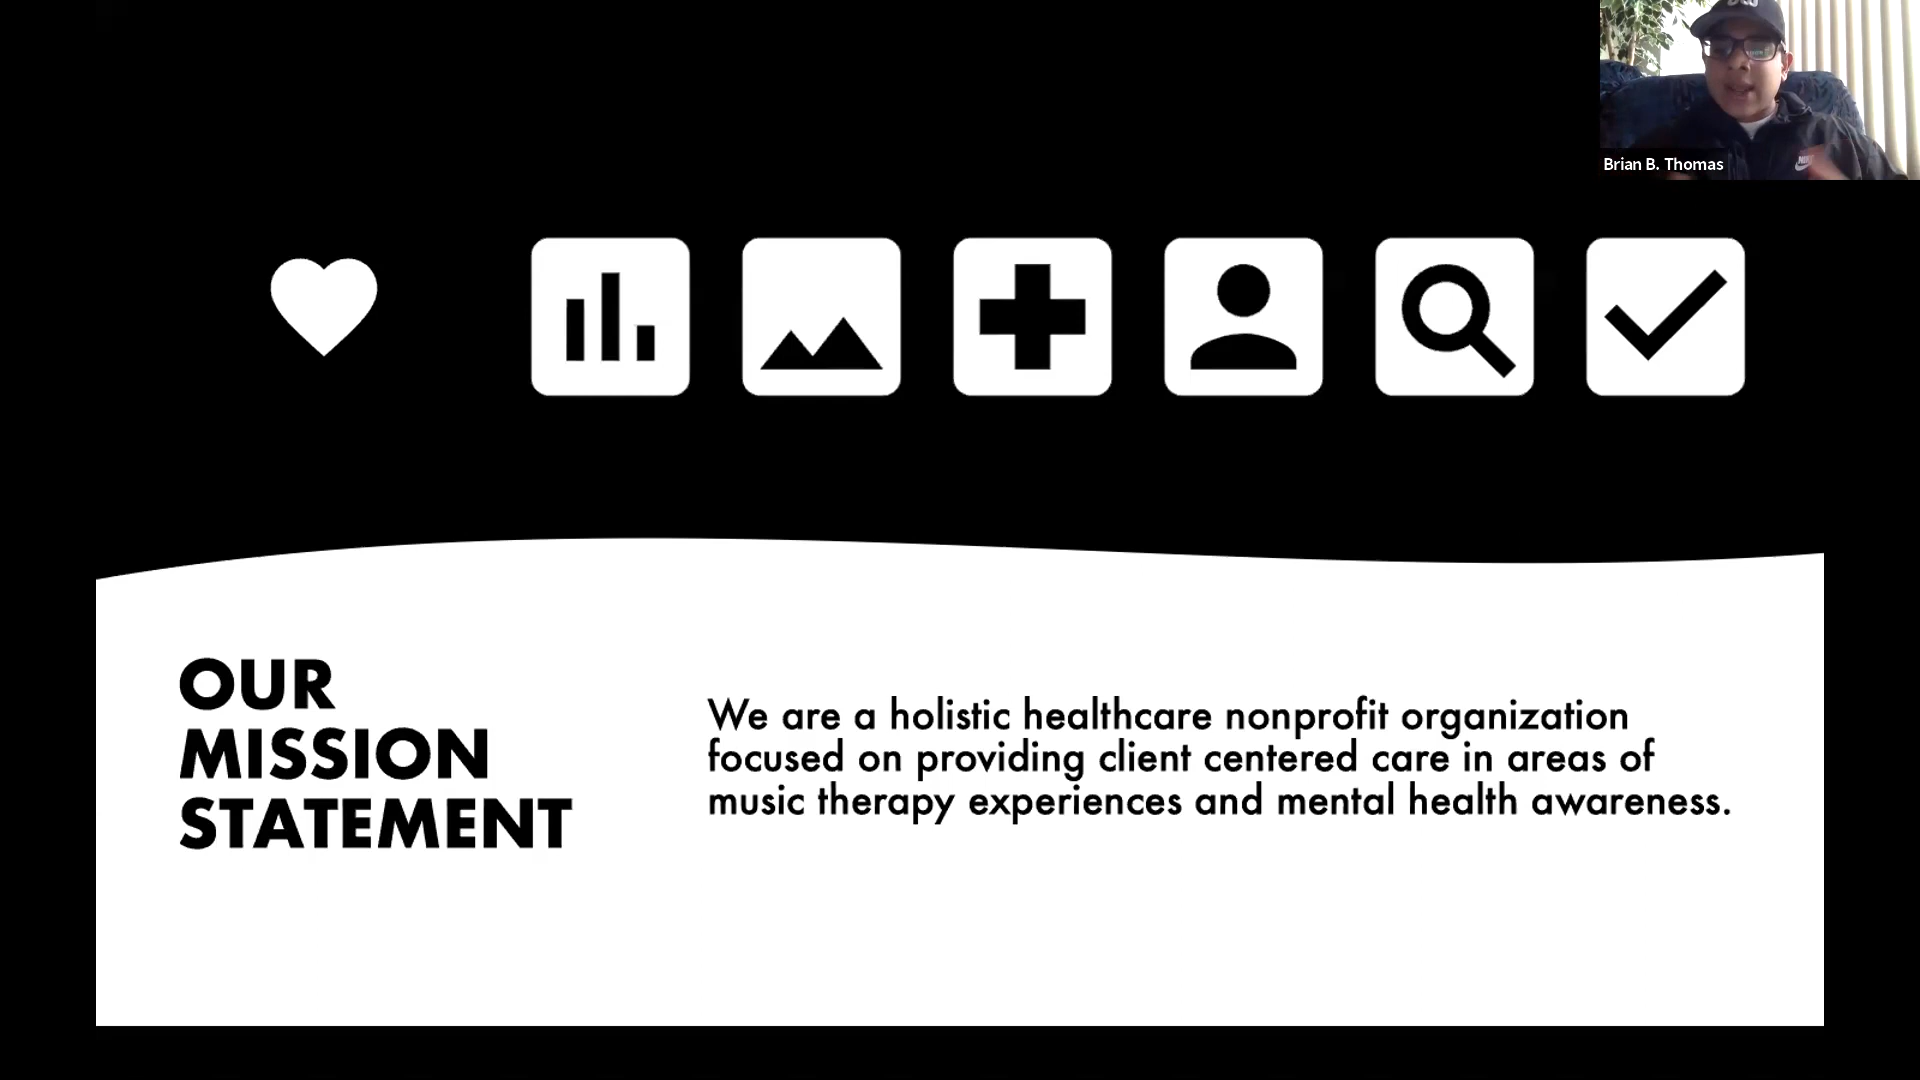 Brian B. Thomas
OUR
MISSION
STATEMENT
We are a holistic healthcare nonprofit organization
focused on providing client centered care in areas of
music therapy experiences and mental health awareness.